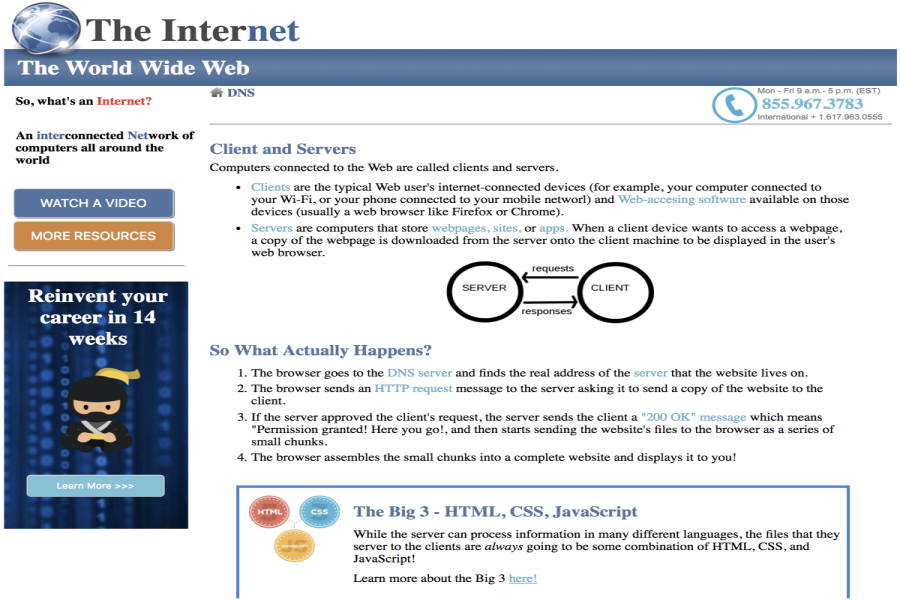 The Internet
The World Wide Web
So, what's an Internet?
An interconnected Network of
computers all around the
world
WATCH A VIDEO
MORE RESOURCES
Reinvent your
career in 14
weeks
Learn More >>>
DNS
Mon - Fri 9 a.m.- 5 p.m. (EST)
855.967.3783
International + 1.617.963.0555
Client and Servers
Computers connected to the Web are called clients and servers.
• Clients are the typical Web user's internet-connected devices (for example, your computer connected to
your Wi-Fi, or your phone connected to your mobile network) and Web-accesing software available on those
devices (usually a web browser like Firefox or Chrome).
• Servers are computers that store webpages, sites, or apps. When a client device wants to access a webpage,
a copy of the webpage is downloaded from the server onto the client machine to be displayed in the user's
web browser.
requests
SERVER
CLIENT
responses
So What Actually Happens?
1. The browser goes to the DNS server and finds the real address of the server that the website lives on.
2. The browser sends an HTTP request message to the server asking it to send a copy of the website to the
client.
3. If the server approved the client's request, the server sends the client a "200 OK" message which means
"Permission granted! Here you go!, and then starts sending the website's files to the browser as a series of
small chunks.
4. The browser assembles the small chunks into a complete website and displays it to you!
HTML
CSS
JS
The Big 3 - HTML, CSS, JavaScript
While the server can process information in many different languages, the files that they
server to the clients are always going to be some combination of HTML, CSS, and
JavaScript!
Learn more about the Big 3 here!